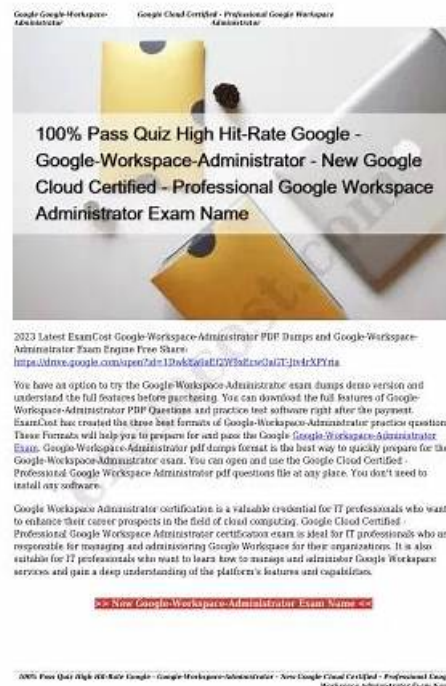 Google Google-Workspace-
Administrator
Google Cloud Certified - Professional Google Workspace
Administrator
100% Pass Quiz High Hit-Rate Google -
Google-Workspace-Administrator - New Google
Cloud Certified - Professional Google Workspace
Administrator Exam Name
2023 Latest ExamCost Google-Workspace-Administrator PDF Dumps and Google-Workspace-
Administrator Exam Engine Free Share:
You have an option to try the Google-Workspace-Administrator exam dumps demo version and
understand the full features before purchasing. You can download the full features of Google-
Workspace-Administrator PDF Questions and practice test software right after the payment.
ExamCost has created the three best formats of Google-Workspace-Administrator practice question
These Formats will help you to prepare for and pass the Google Google-Workspace-Administrator
Exam. Google-Workspace-Administrator pdf dumps format is the best way to quickly prepare for the
Google-Workspace-Administrator exam. You can open and use the Google Cloud Certified -
Professional Google Workspace Administrator pdf questions file at any place. You don't need to
install any software.
Google Workspace Administrator certification is a valuable credential for IT professionals who want
to enhance their career prospects in the field of cloud computing. Google Cloud Certified -
Professional Google Workspace Administrator certification exam is ideal for IT professionals who
responsible for managing and administering Google Workspace for their organizations. It is also
suitable for IT professionals who want to learn how to manage and administer Google Workspace
services and gain a deep understanding of the platform's features and capabilities.
>> New Google-Workspace-Administrator Exam Name <<
100% Pass Quiz High Hit-Rate Google - Google-Workspace-Administrator - New Google Cloud Certified - Professional
Workspace Administrator Exam